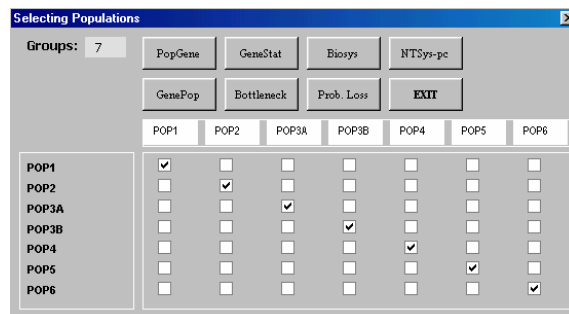 Selecting Populations
Groups: 7
PopGene GeneStat Biosys NTSys-pc
GenePop Bottleneck Prob. Loss EXIT
POP1 POP2 POP3A POP3B POP4 POP5 POP6
POP1
POP2
POP3A
POP3B
POP4
POP5
POP6